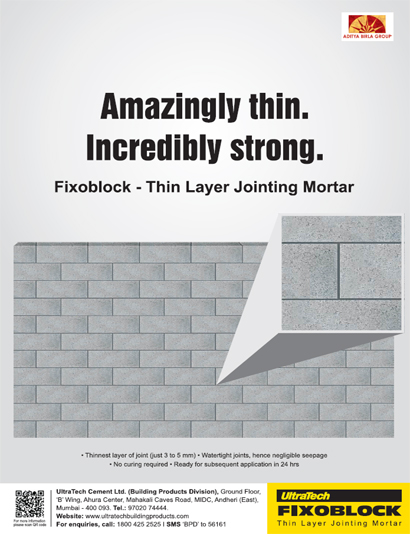 ADITYA BIRLA GROUP
Amazingly thin.
Incredibly strong.
Fixoblock - Thin Layer Jointing Mortar
• Thinnest layer of joint (just 3 to 5 mm) • Watertight joints, hence negligible seepage
• No curing required • Ready for subsequent application in 24 hrs
For more information
please scan QR code
UltraTech Cement Ltd. (Building Products Division), Ground Floor,
'B' Wing, Ahura Center, Mahakali Caves Road, MIDC, Andheri (East),
Mumbai - 400 093. Tel.: 97020 74444.
Website: www.ultratechbuildingproducts.com
For enquiries, call: 1800 425 2525 I SMS 'BPD' to 56161
UltraTech
FIXOBLOCK
Thin Layer Jointing Mortar